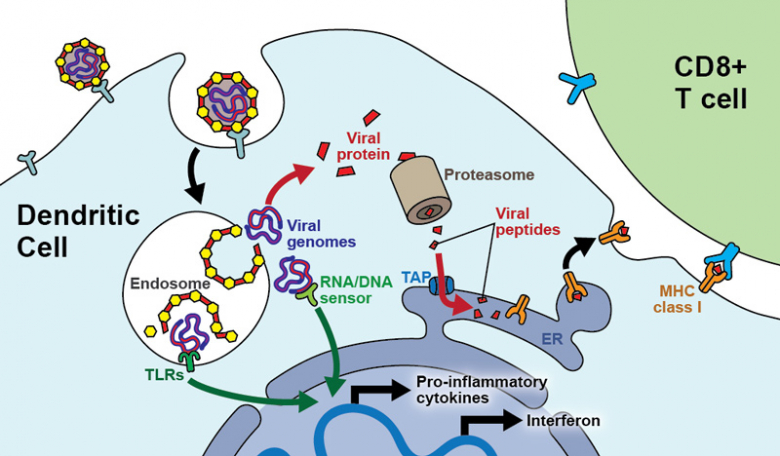 CD8+
T cell
Viral
protein
Proteasome
Dendritic
Cell
Viral
genomes
Viral
peptides
Endosome
RNA/DNA
sensor
TAP
MHC
class I
ER
TLRs
Pro-inflammatory
cytokines
Interferon